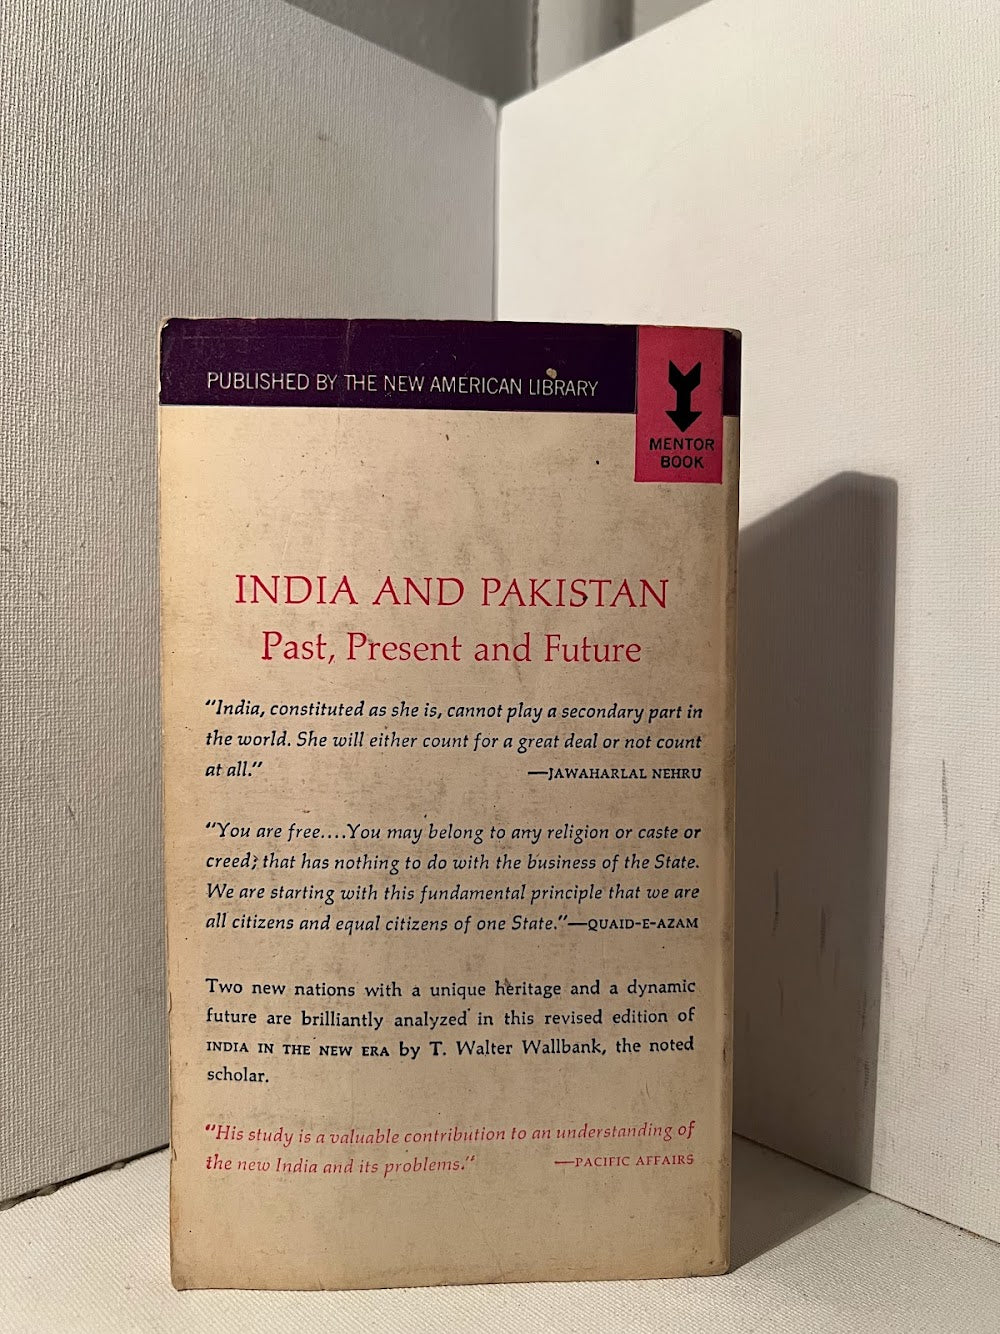 PUBLISHED BY THE NEW AMERICAN LIBRARY
MENTOR
BOOK
INDIA AND PAKISTAN
Past, Present and Future
"India, constituted as she is, cannot play a secondary part in
the world. She will either count for a great deal or not count
at all." —JAWAHARLAL NEHRU
"You are free....You may belong to any religion or caste or
creed; that has nothing to do with the business of the State.
We are starting with this fundamental principle that we are
all citizens and equal citizens of one State."—QUAID-E-AZAM
Two new nations with a unique heritage and a dynamic
future are brilliantly analyzed in this revised edition of
INDIA IN THE NEW ERA by T. Walter Wallbank, the noted
scholar.
"His study is a valuable contribution to an understanding of
the new India and its problems." —PACIFIC AFFAIRS